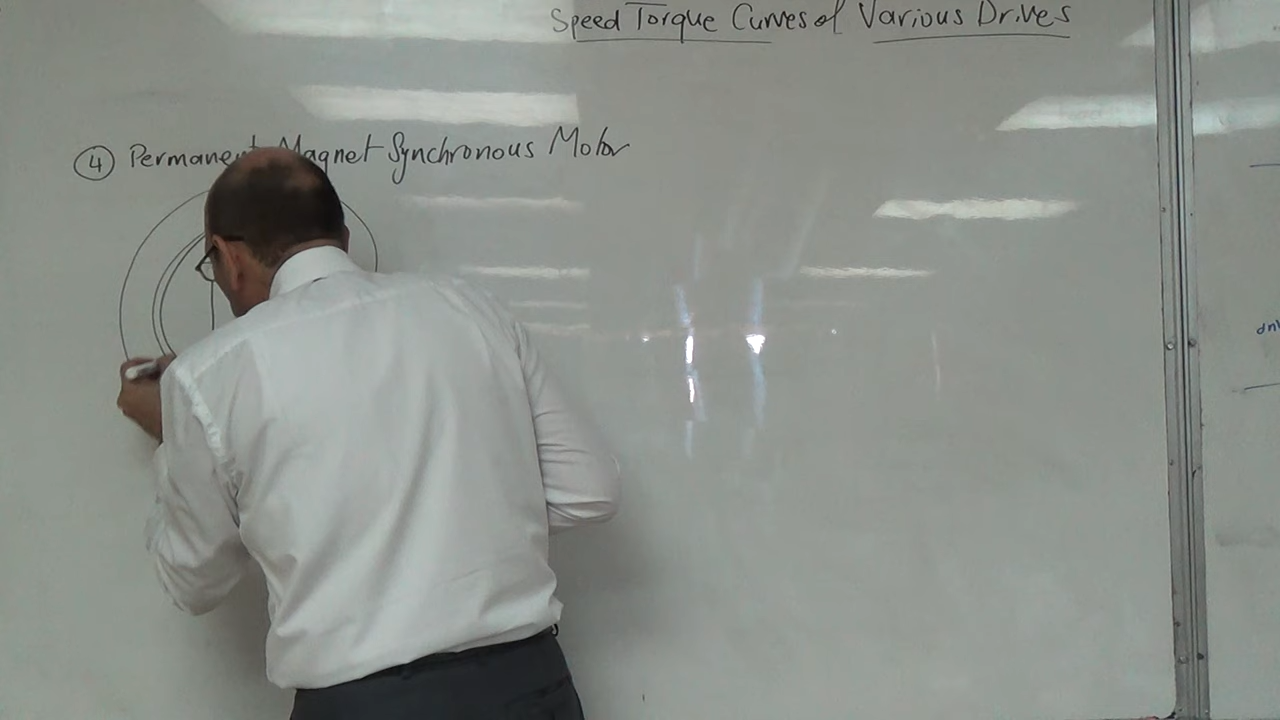 Speed Torque Curves of Various Drives
4 Permanent Magnet Synchronous Motor